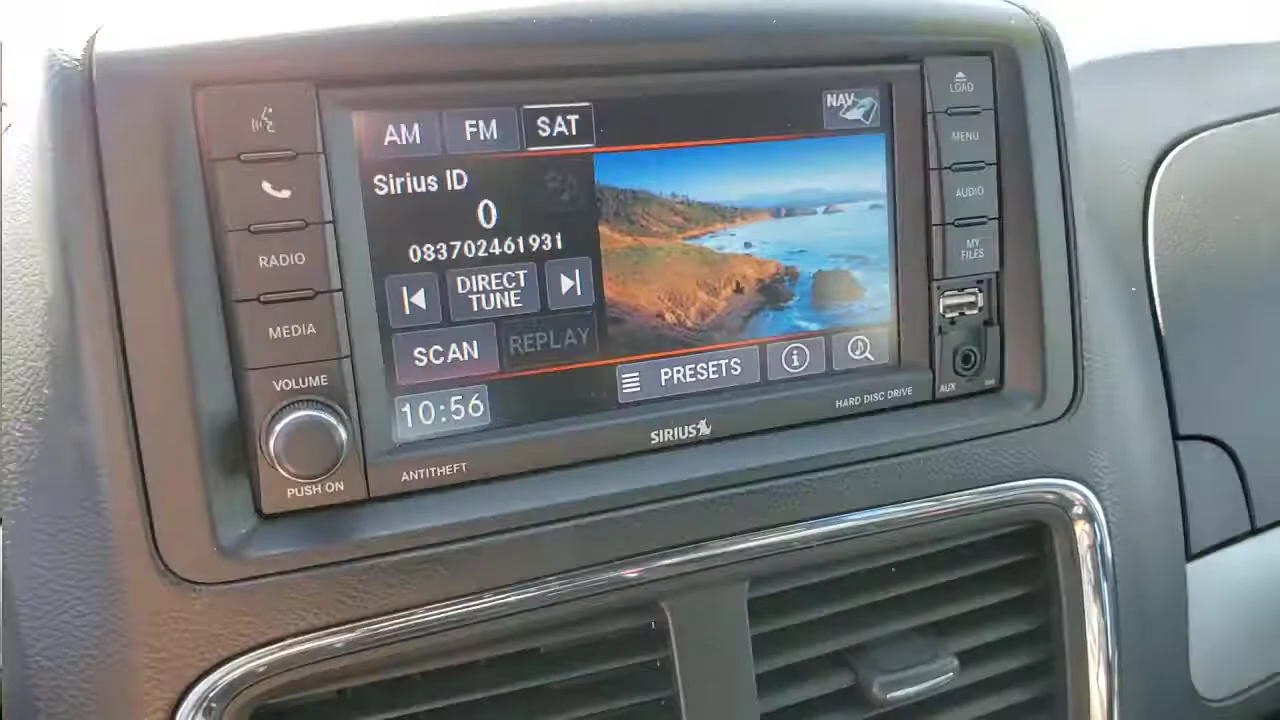 AM FM SAT NAV
Sirius ID
0
083702461931
DIRECT
TUNE
SCAN REPLAY
PRESETS
10:56
RADIO
MEDIA
VOLUME
PUSH ON
ANTITHEFT
SIRIUS
HARD DISC DRIVE
LOAD
MENU
AUDIO
MY
FILES
AUX